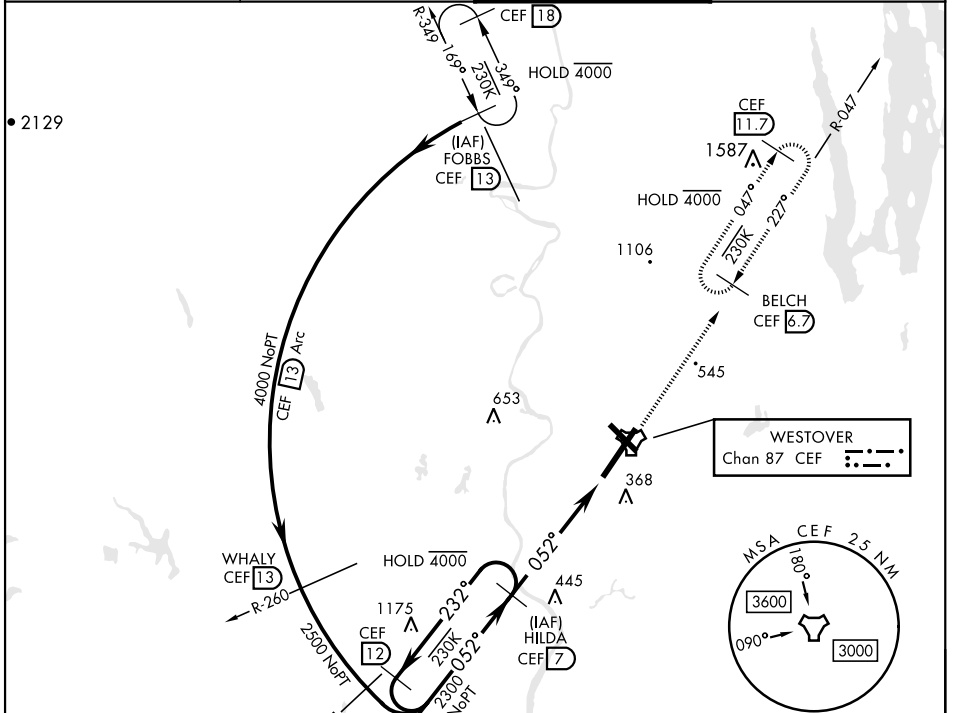 CEF 18
R-349
169°
349°
230K
HOLD 4000
2129
(IAF)
FOBBS
CEF 13
CEF
11.7
R-047
1587
HOLD 4000
047°
227°
230K
1106
BELCH
CEF 6.7
4000 NoPT
CEF 13 Arc
545
653
WESTOVER
Chan 87 CEF
368
MSA CEF 25 NM
180°
3600
090°
3000
WHALY
CEF 13
R-260
HOLD 4000
232°
052°
445
1175
CEF
12
230K
052°
(IAF)
HILDA
CEF 7
2500 NoPT
2300
NoPT